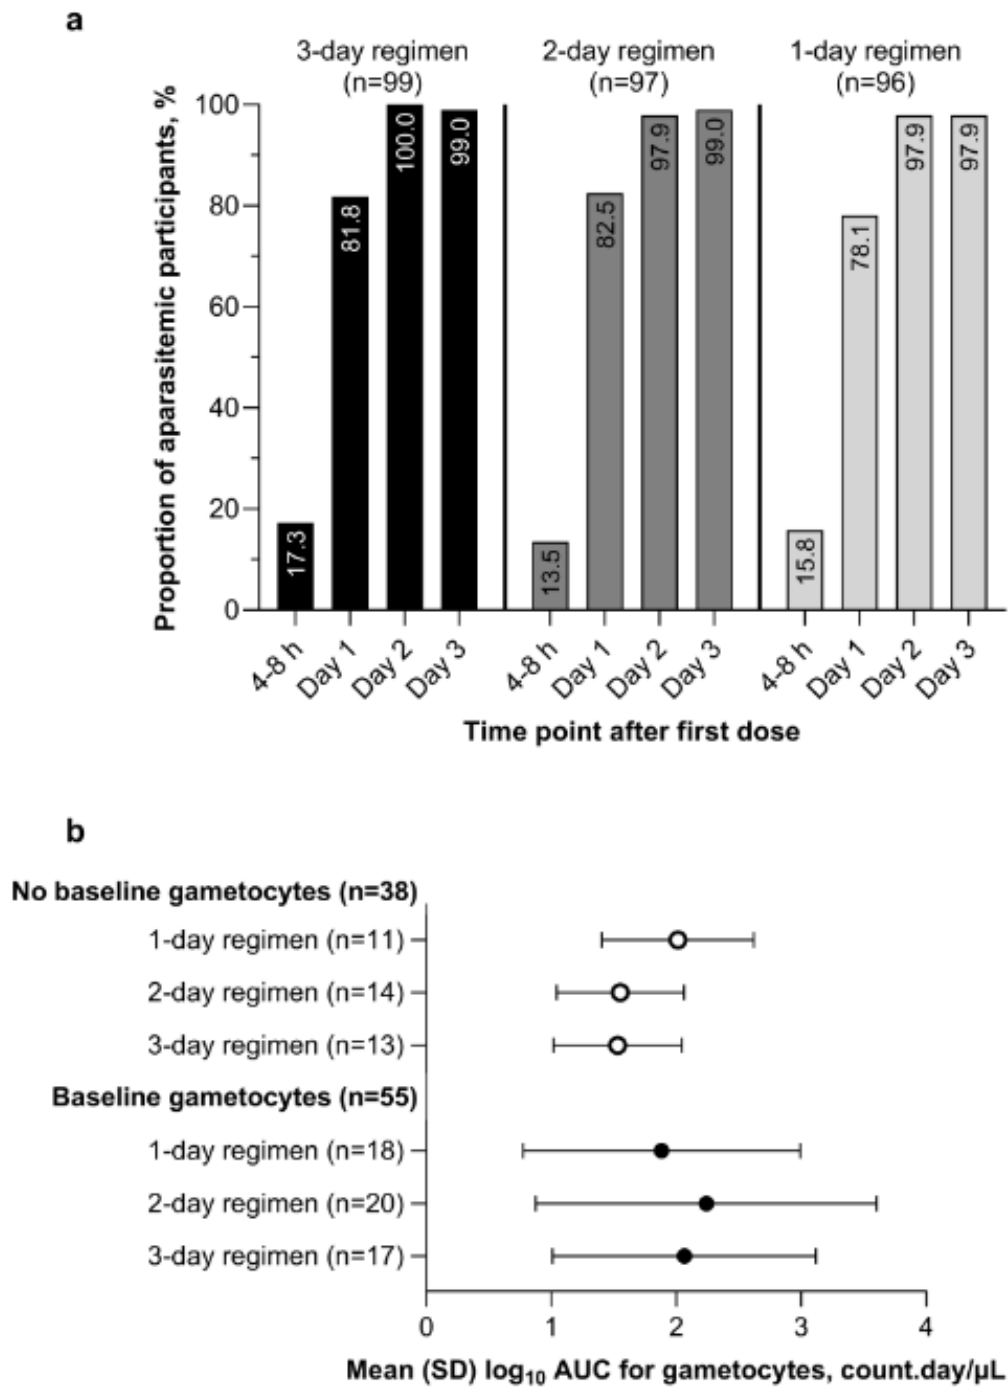 a
3-day regimen
(n=99)
2-day regimen
(n=97)
1-day regimen
(n=96)
Proportion of aparasitemic participants, %
100
80
60
40
20
0
17.3
81.8
100.0
99.0
13.5
82.5
97.9
99.0
15.8
78.1
97.9
97.9
4-8 h
Day 1
Day 2
Day 3
4-8 h
Day 1
Day 2
Day 3
4-8 h
Day 1
Day 2
Day 3
Time point after first dose
b
No baseline gametocytes (n=38)
1-day regimen (n=11)
2-day regimen (n=14)
3-day regimen (n=13)
Baseline gametocytes (n=55)
1-day regimen (n=18)
2-day regimen (n=20)
3-day regimen (n=17)
0 1 2 3 4
Mean (SD) log₁₀ AUC for gametocytes, count.day/µL